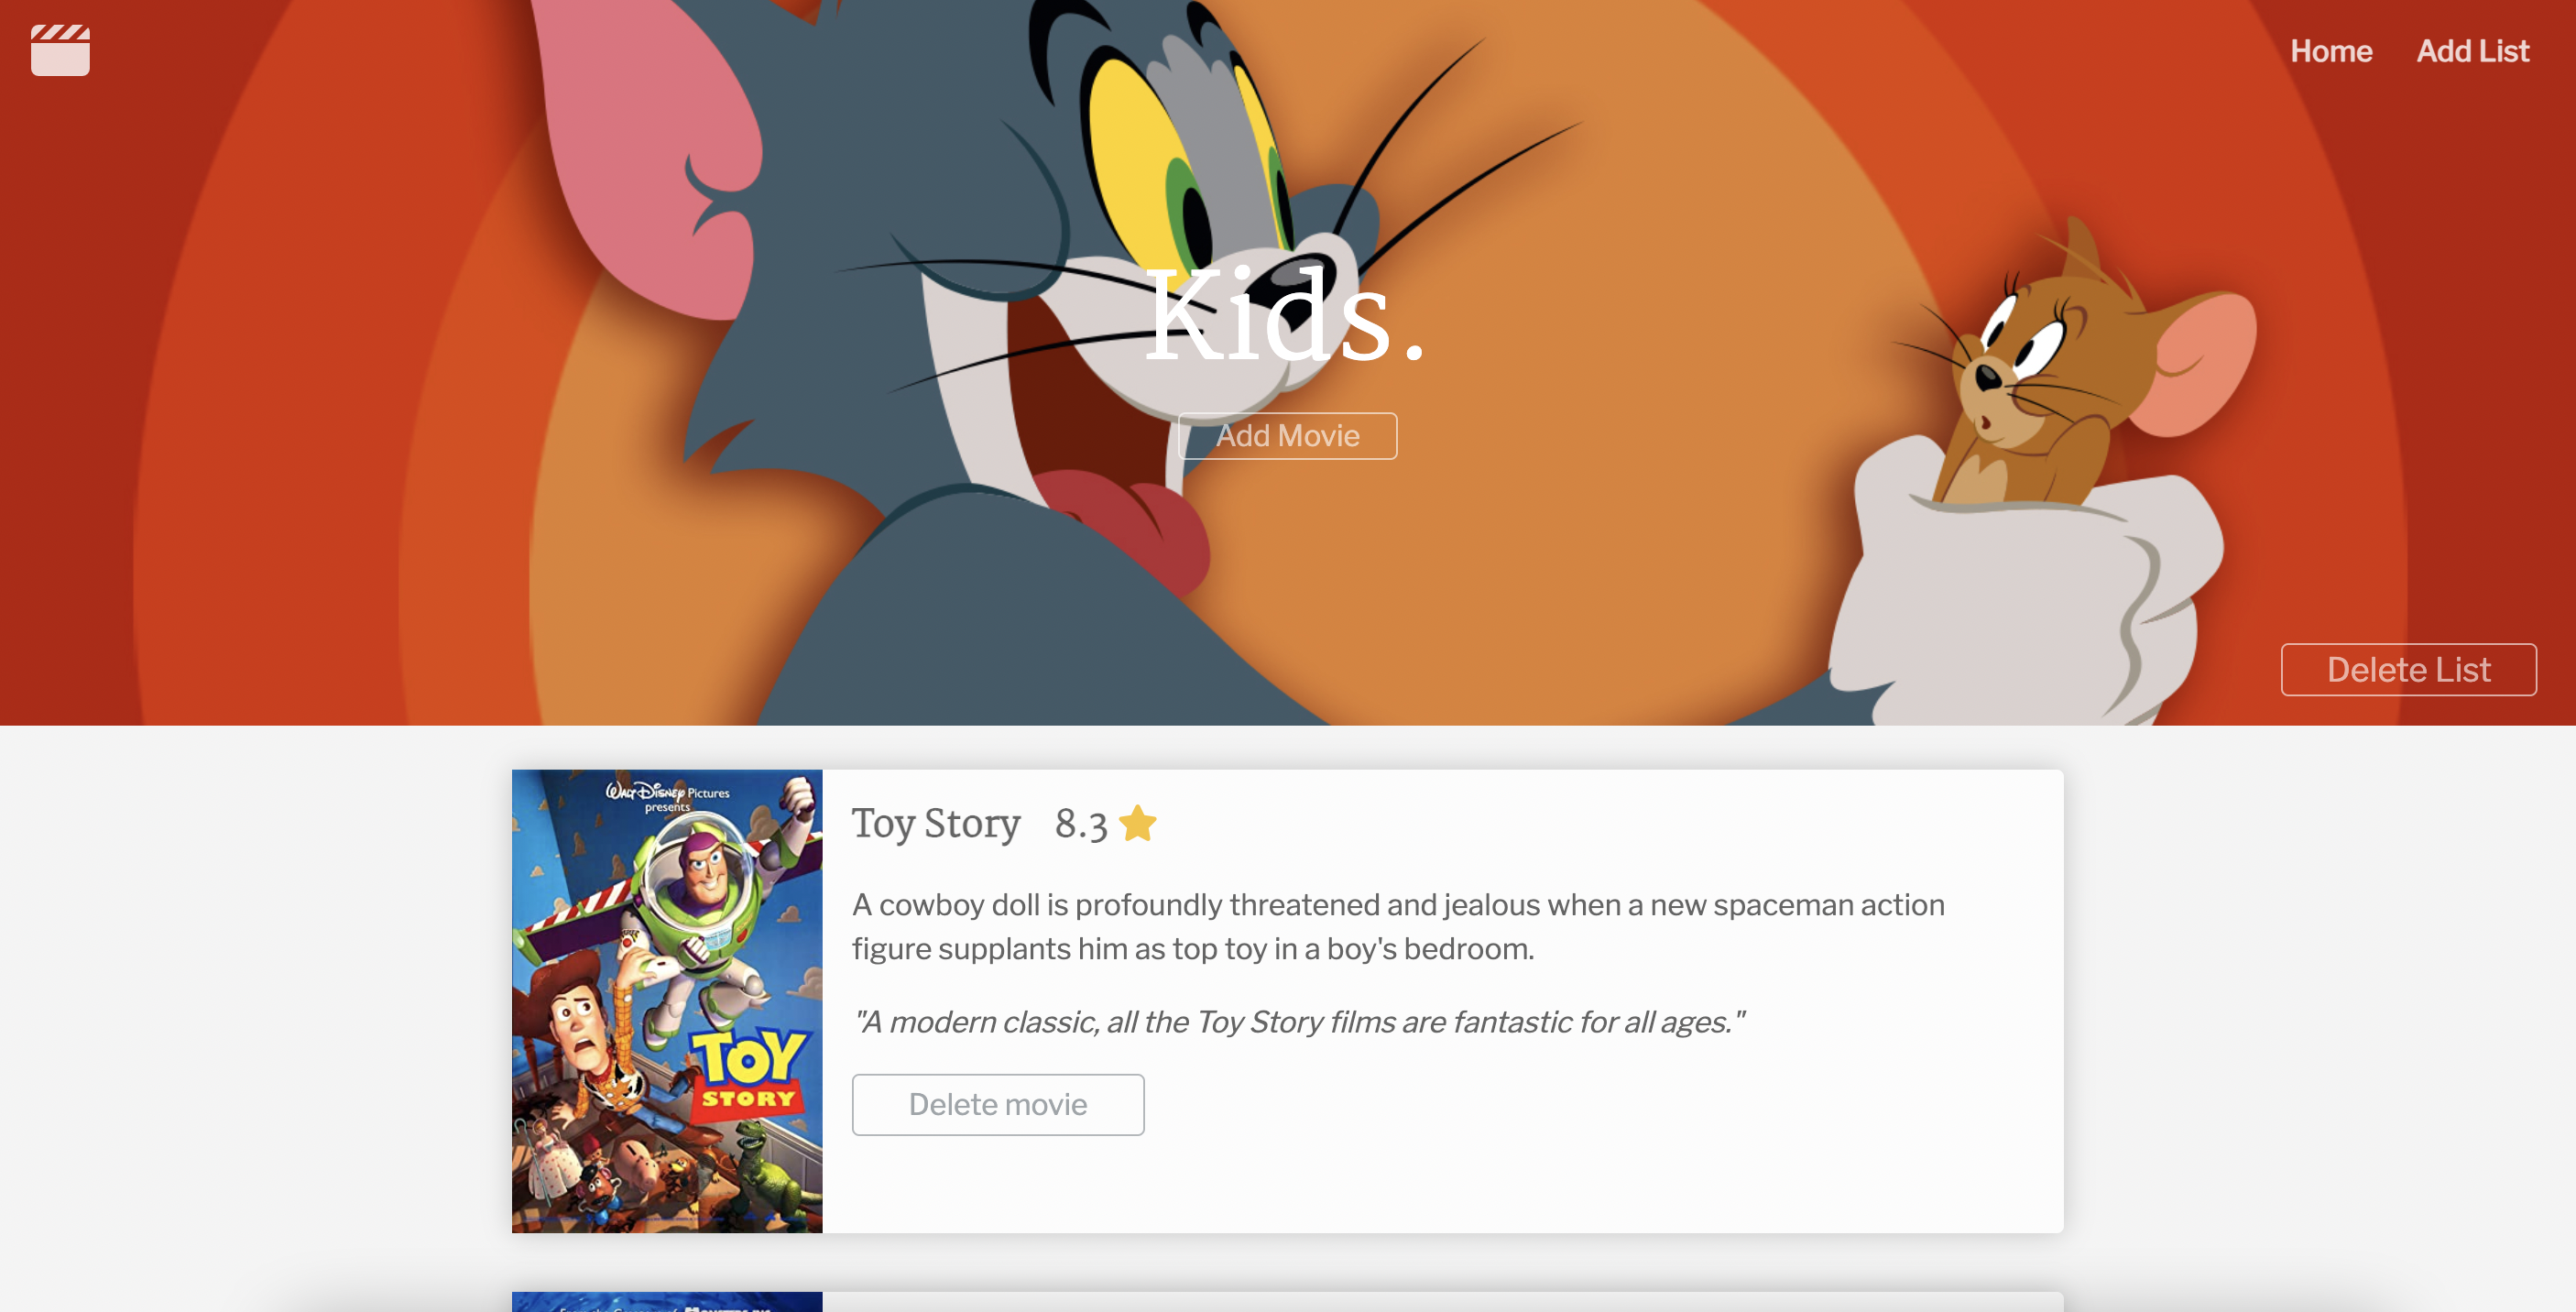 Home Add List
Kids.
Add Movie
Delete List
WALT DISNEY Pictures
presents
TOY
STORY
Toy Story 8.3
A cowboy doll is profoundly threatened and jealous when a new spaceman action
figure supplants him as top toy in a boy's bedroom.
"A modern classic, all the Toy Story films are fantastic for all ages."
Delete movie